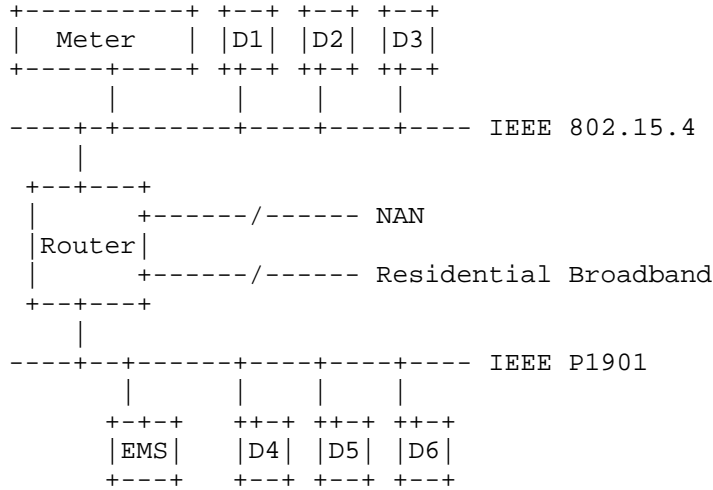 Meter D1 D2 D3
IEEE 802.15.4
NAN
Router
Residential Broadband
IEEE P1901
EMS D4 D5 D6